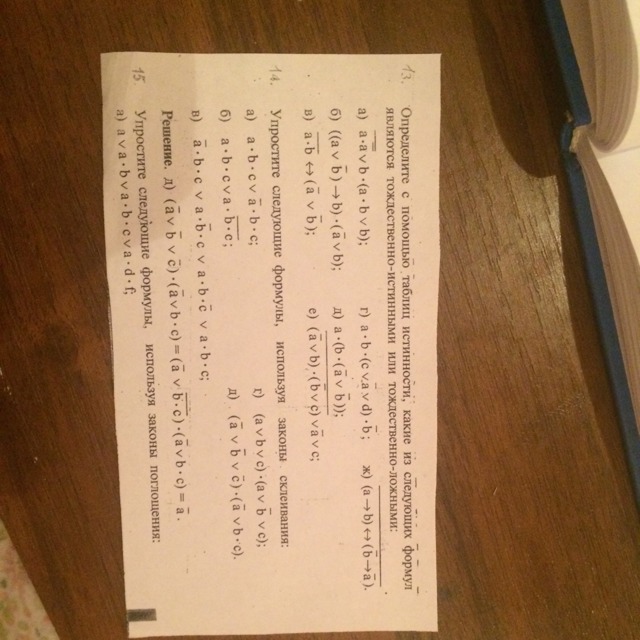 13. Определите с помощью таблиц истинности, какие из следующих формул
являются тождественно-истинными или тождественно-ложными:
а) a·a̅ ∨ b·(a·b ∨ b); г) a·b·(c ∨ a̅ ∨ d)·b̅; ж) (a→b)↔(b̅→a̅).
б) ((a ∨ b̅)→b)·(a̅ ∨ b); д) a·(b·(a̅ ∨ b̅));
в) a·b ↔ (a̅ ∨ b̅); е) (a̅ ∨ b)·(b̅ ∨ c) ∨ a̅ ∨ c;
14. Упростите следующие формулы, используя законы склеивания:
а) a·b·c ∨ a̅·b·c; г) (a ∨ b ∨ c)·(a ∨ b̅ ∨ c);
б) a·b·c ∨ a·b·c; д) (a̅ ∨ b̅ ∨ c̅)·(a̅ ∨ b·c).
в) a̅·b·c ∨ a·b̅·c ∨ a·b·c̅ ∨ a·b·c;
Решение. д) (a̅ ∨ b̅ ∨ c̅)·(a̅ ∨ b·c) = (a̅ ∨ b·c)·(a̅ ∨ b·c) = a̅.
15. Упростите следующие формулы, используя законы поглощения:
а) a ∨ a·b ∨ a·b·c ∨ a·d·f;